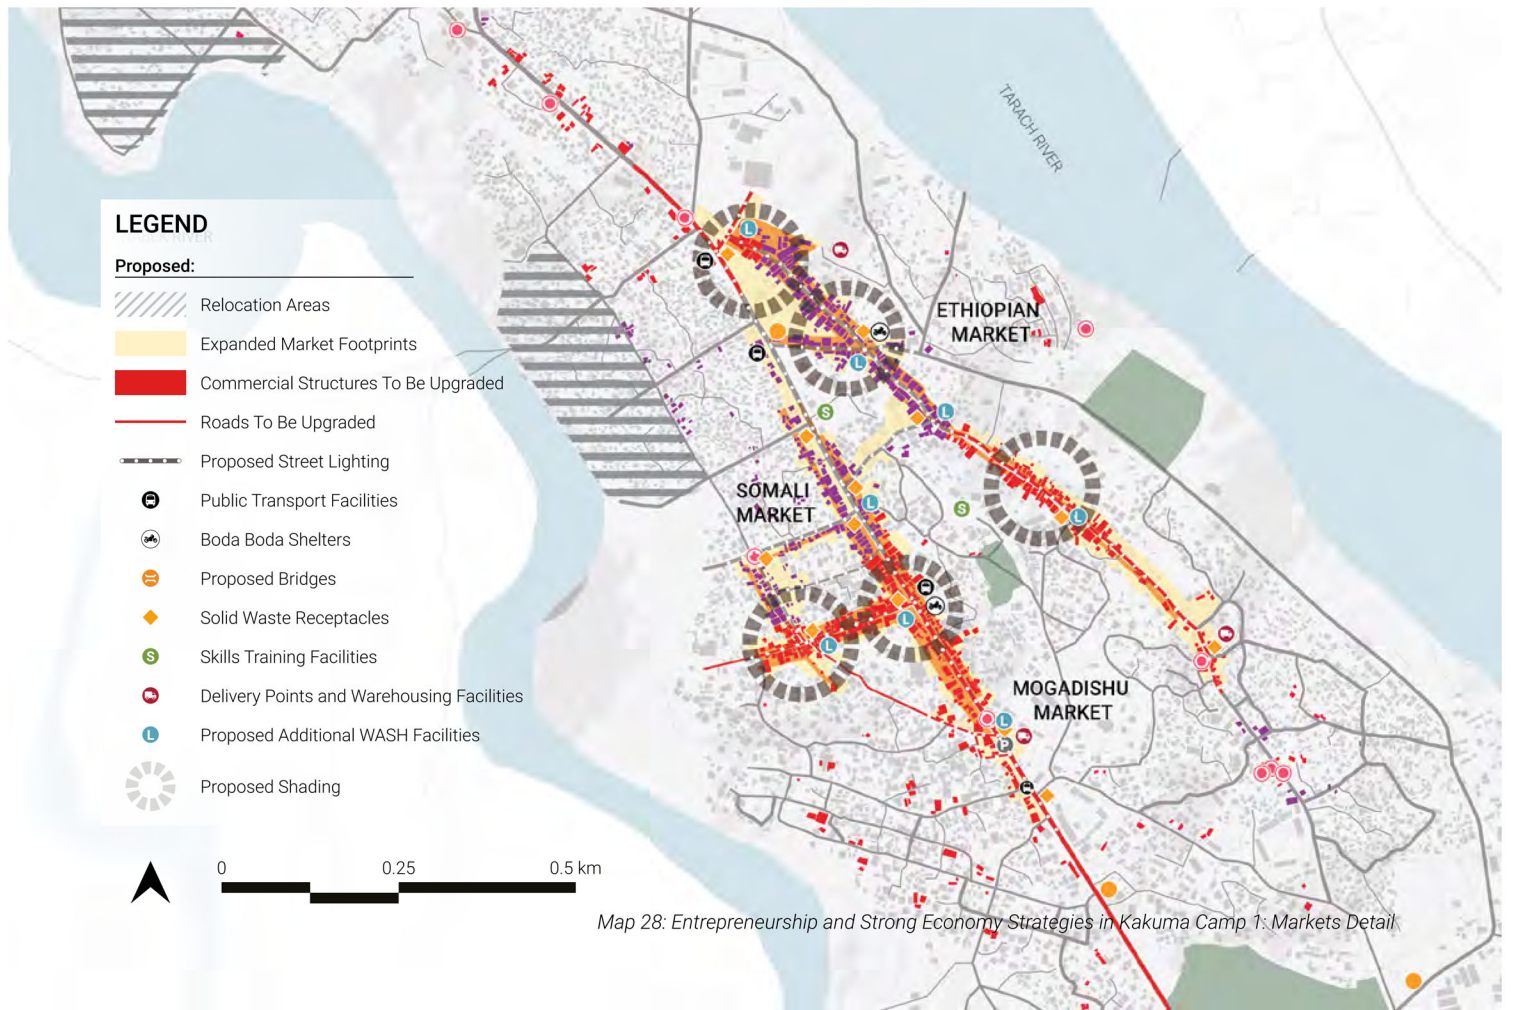 TARACH RIVER
LEGEND
Proposed:
Relocation Areas
Expanded Market Footprints
Commercial Structures To Be Upgraded
Roads To Be Upgraded
Proposed Street Lighting
Public Transport Facilities
Boda Boda Shelters
Proposed Bridges
Solid Waste Receptacles
S Skills Training Facilities
Delivery Points and Warehousing Facilities
L Proposed Additional WASH Facilities
Proposed Shading
0 0.25 0.5 km
L
ETHIOPIAN
MARKET
L
S
L
SOMALI
MARKET
L
S
L
L
L
MOGADISHU
MARKET
L
P
Map 28: Entrepreneurship and Strong Economy Strategies in Kakuma Camp 1: Markets Detail